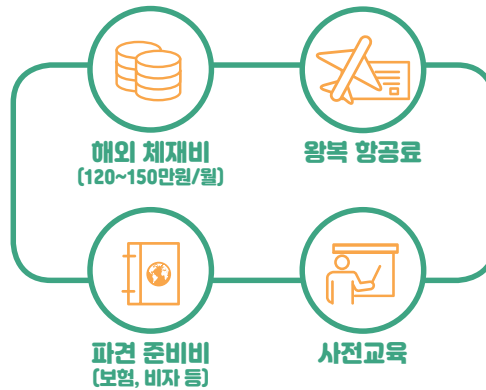 해외 체재비
(120~150만원/월)
왕복 항공료
파견 준비비
(보험, 비자 등)
사전교육